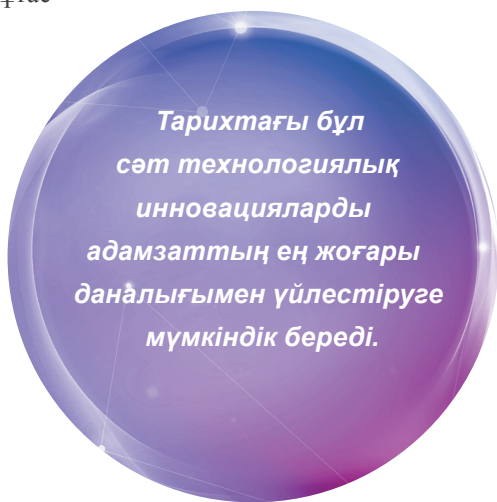 Тарихтағы бұл
сәт технологиялық
инновацияларды
адамзаттың ең жоғары
даналығымен үйлестіруге
мүмкіндік береді.